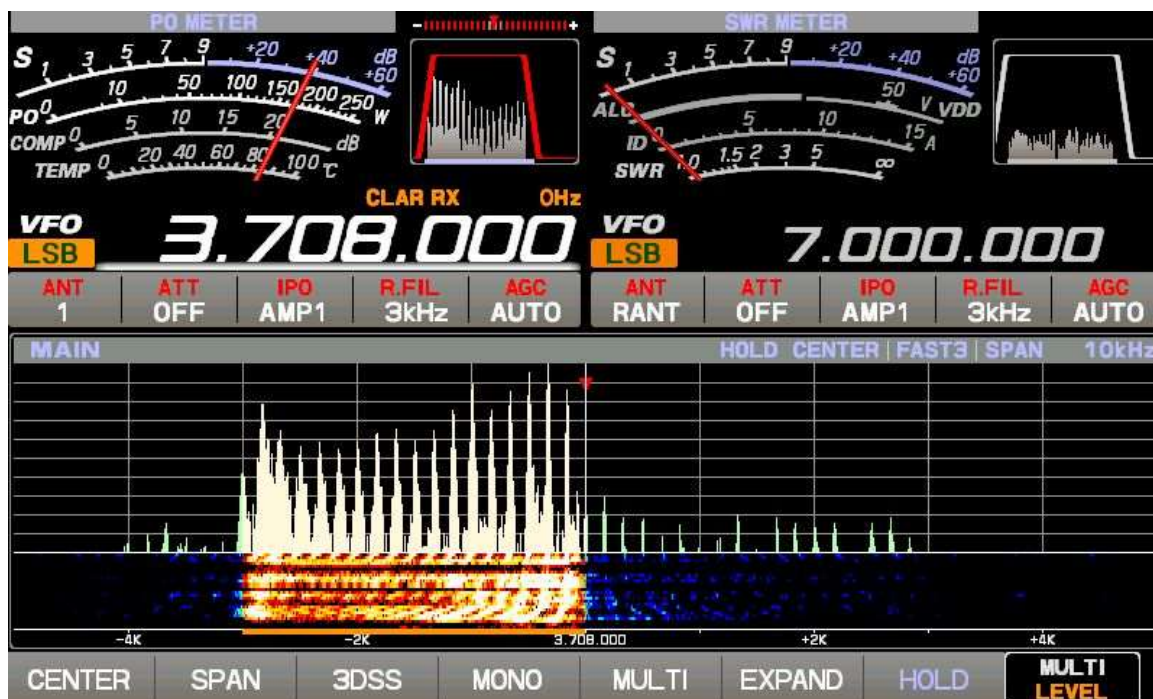 PO METER
SWR METER
- +
S 1 3 5 7 9 +20 +40 +60 dB
PO 0 10 50 100 150 200 250 W
COMP 0 5 10 15 20 dB
TEMP 0 20 40 60 80 100 °C
S 1 3 5 7 9 +20 +40 +60 dB
ALC 50 V VDD
ID 0 5 10 15 A
SWR 1.0 1.5 2 3 5 ∞
CLAR RX 0Hz
VFO
LSB
3.708.000
VFO
LSB
7.000.000
ANT ATT IPO R.FIL AGC
1 OFF AMP1 3kHz AUTO
ANT ATT IPO R.FIL AGC
RANT OFF AMP1 3kHz AUTO
MAIN HOLD CENTER | FAST3 | SPAN 10kHz
-4K -2K 3.708.000 +2K +4K
CENTER SPAN 3DSS MONO MULTI EXPAND HOLD MULTI
LEVEL